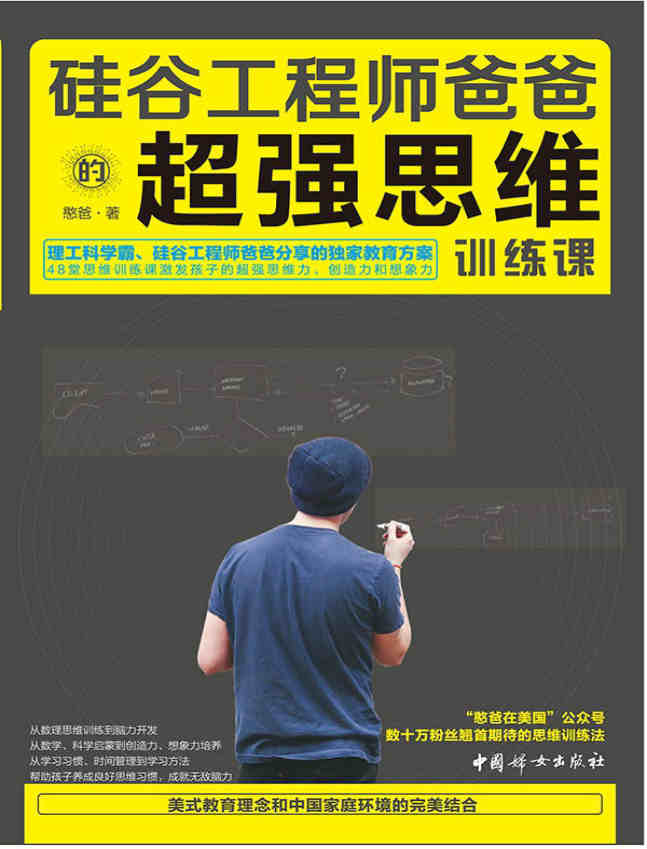 硅谷工程师爸爸
的
超强思维
憨爸·著
训练课
理工科学霸、硅谷工程师爸爸分享的独家教育方案
48堂思维训练课激发孩子的超强思维力、创造力和想象力
?
从数理思维训练到脑力开发
从数学、科学启蒙到创造力、想象力培养
从学习习惯、时间管理到学习方法
帮助孩子养成良好思维习惯，成就无敌脑力
“憨爸在美国”公众号
数十万粉丝翘首期待的思维训练法
中国妇女出版社
美式教育理念和中国家庭环境的完美结合